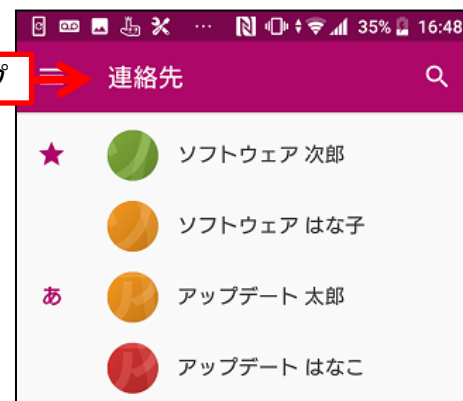 35% 16:48
プ
連絡先
ソフトウェア 次郎
ソフトウェア はな子
あ
アップデート 太郎
アップデート はなこ